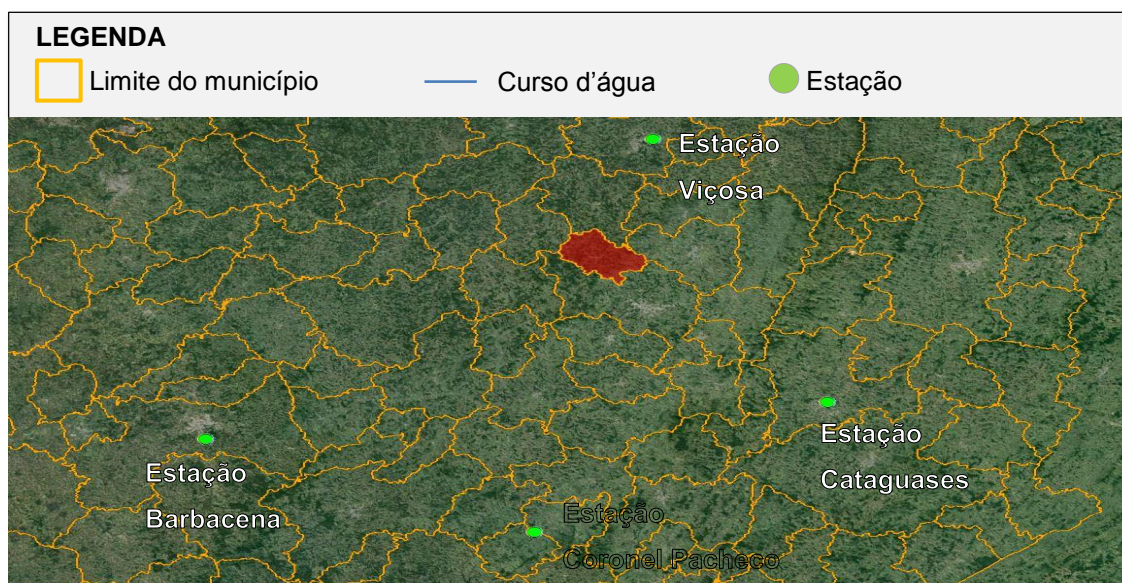 LEGENDA
Limite do município
Curso d’água
Estação
Estação
Viçosa
Estação
Cataguases
Estação
Barbacena
Estação
Coronel Pacheco